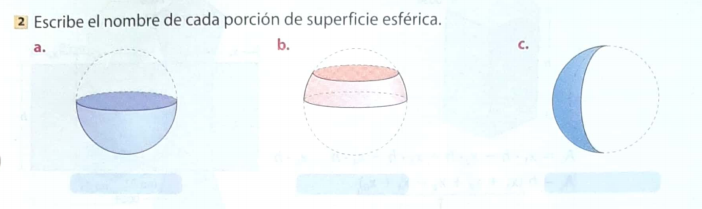 2 Escribe el nombre de cada porción de superficie esférica.
a.
b.
c.